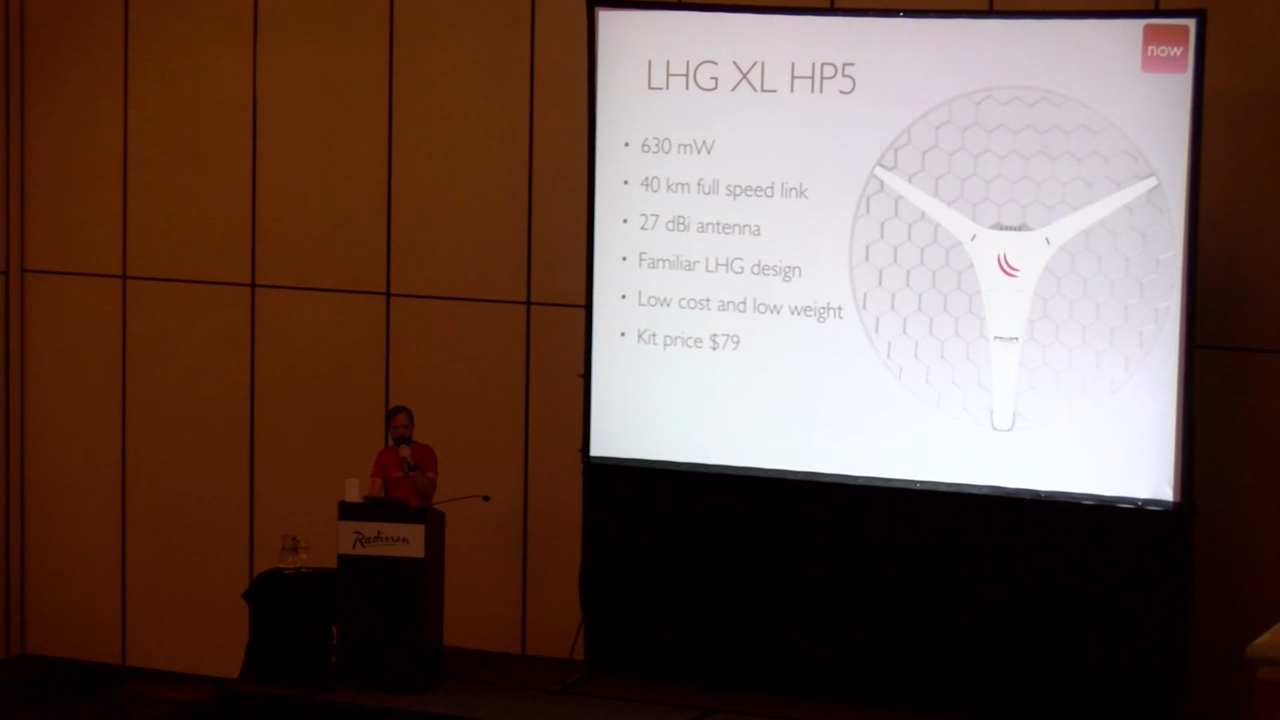 now
LHG XL HP5
• 630 mW
• 40 km full speed link
• 27 dBi antenna
• Familiar LHG design
• Low cost and low weight
• Kit price $79
Radisson